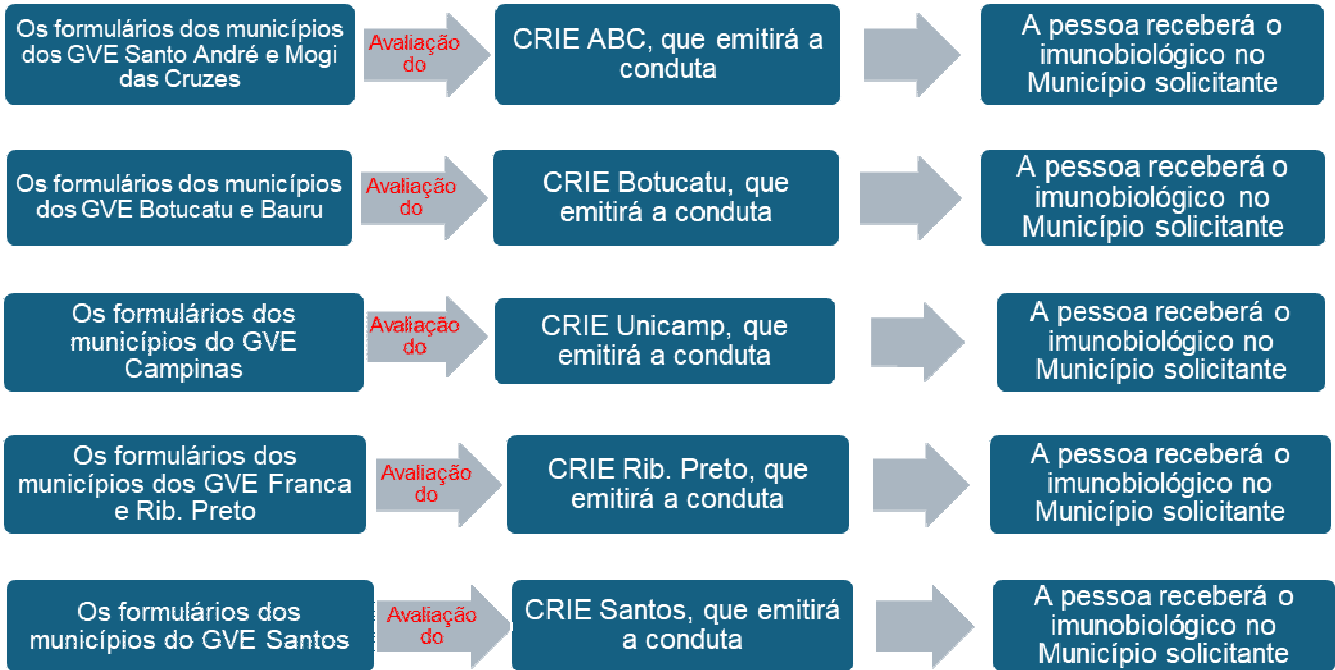 Os formulários dos municípios
dos GVE Santo André e Mogi
das Cruzes
Avaliação
do
CRIE ABC, que emitirá a
conduta
A pessoa receberá o
imunobiológico no
Município solicitante
Os formulários dos municípios
dos GVE Botucatu e Bauru
Avaliação
do
CRIE Botucatu, que
emitirá a conduta
A pessoa receberá o
imunobiológico no
Município solicitante
Os formulários dos
municípios do GVE
Campinas
Avaliação
do
CRIE Unicamp, que
emitirá a conduta
A pessoa receberá o
imunobiológico no
Município solicitante
Os formulários dos
municípios dos GVE Franca
e Rib. Preto
Avaliação
do
CRIE Rib. Preto, que
emitirá a conduta
A pessoa receberá o
imunobiológico no
Município solicitante
Os formulários dos
municípios do GVE Santos
Avaliação
do
CRIE Santos, que emitirá
a conduta
A pessoa receberá o
imunobiológico no
Município solicitante